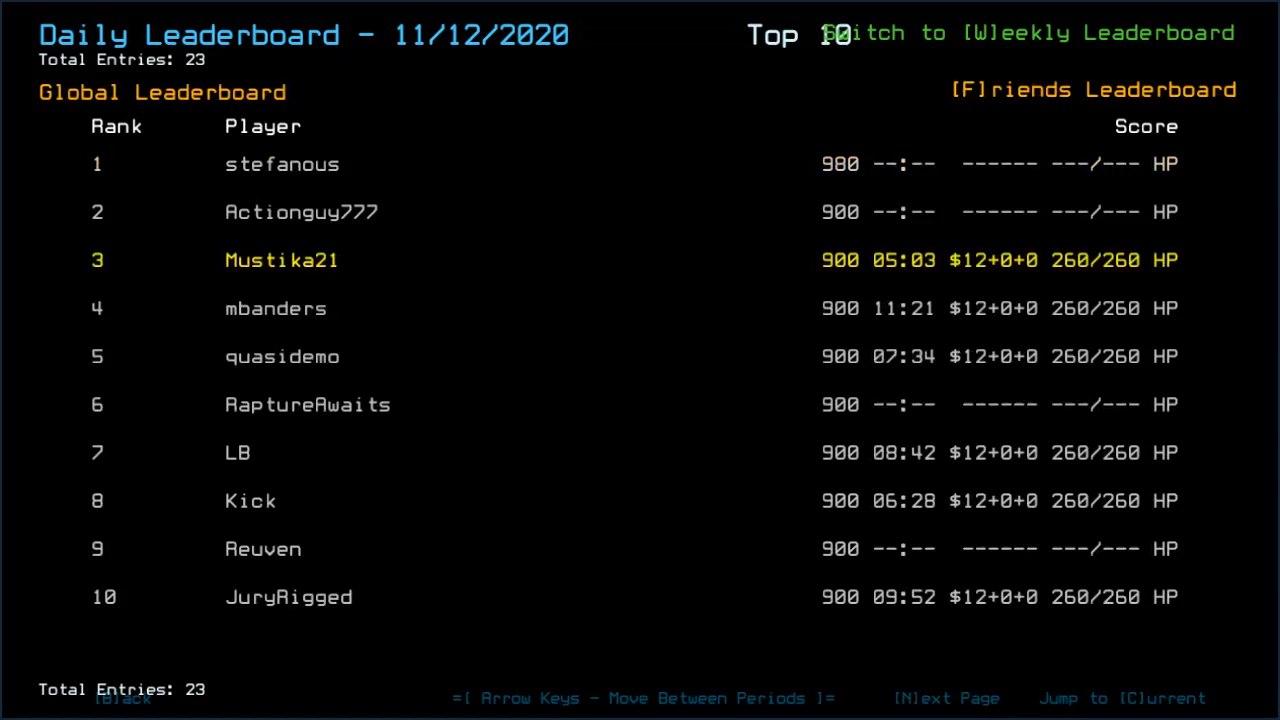 Daily Leaderboard - 11/12/2020 Top 10 Switch to [W]eekly Leaderboard
Total Entries: 23
Global Leaderboard [F]riends Leaderboard
Rank Player Score
1 stefanous 980 --:-- ------ ---/--- HP
2 Actionguy777 900 --:-- ------ ---/--- HP
3 Mustika21 900 05:03 $12+0+0 260/260 HP
4 mbanders 900 11:21 $12+0+0 260/260 HP
5 quasidemo 900 07:34 $12+0+0 260/260 HP
6 RaptureAwaits 900 --:-- ------ ---/--- HP
7 LB 900 08:42 $12+0+0 260/260 HP
8 Kick 900 06:28 $12+0+0 260/260 HP
9 Reuven 900 --:-- ------ ---/--- HP
10 JuryRigged 900 09:52 $12+0+0 260/260 HP
Total Entries: 23
[B]ack =[ Arrow Keys - Move Between Periods ]= [N]ext Page Jump to [C]urrent